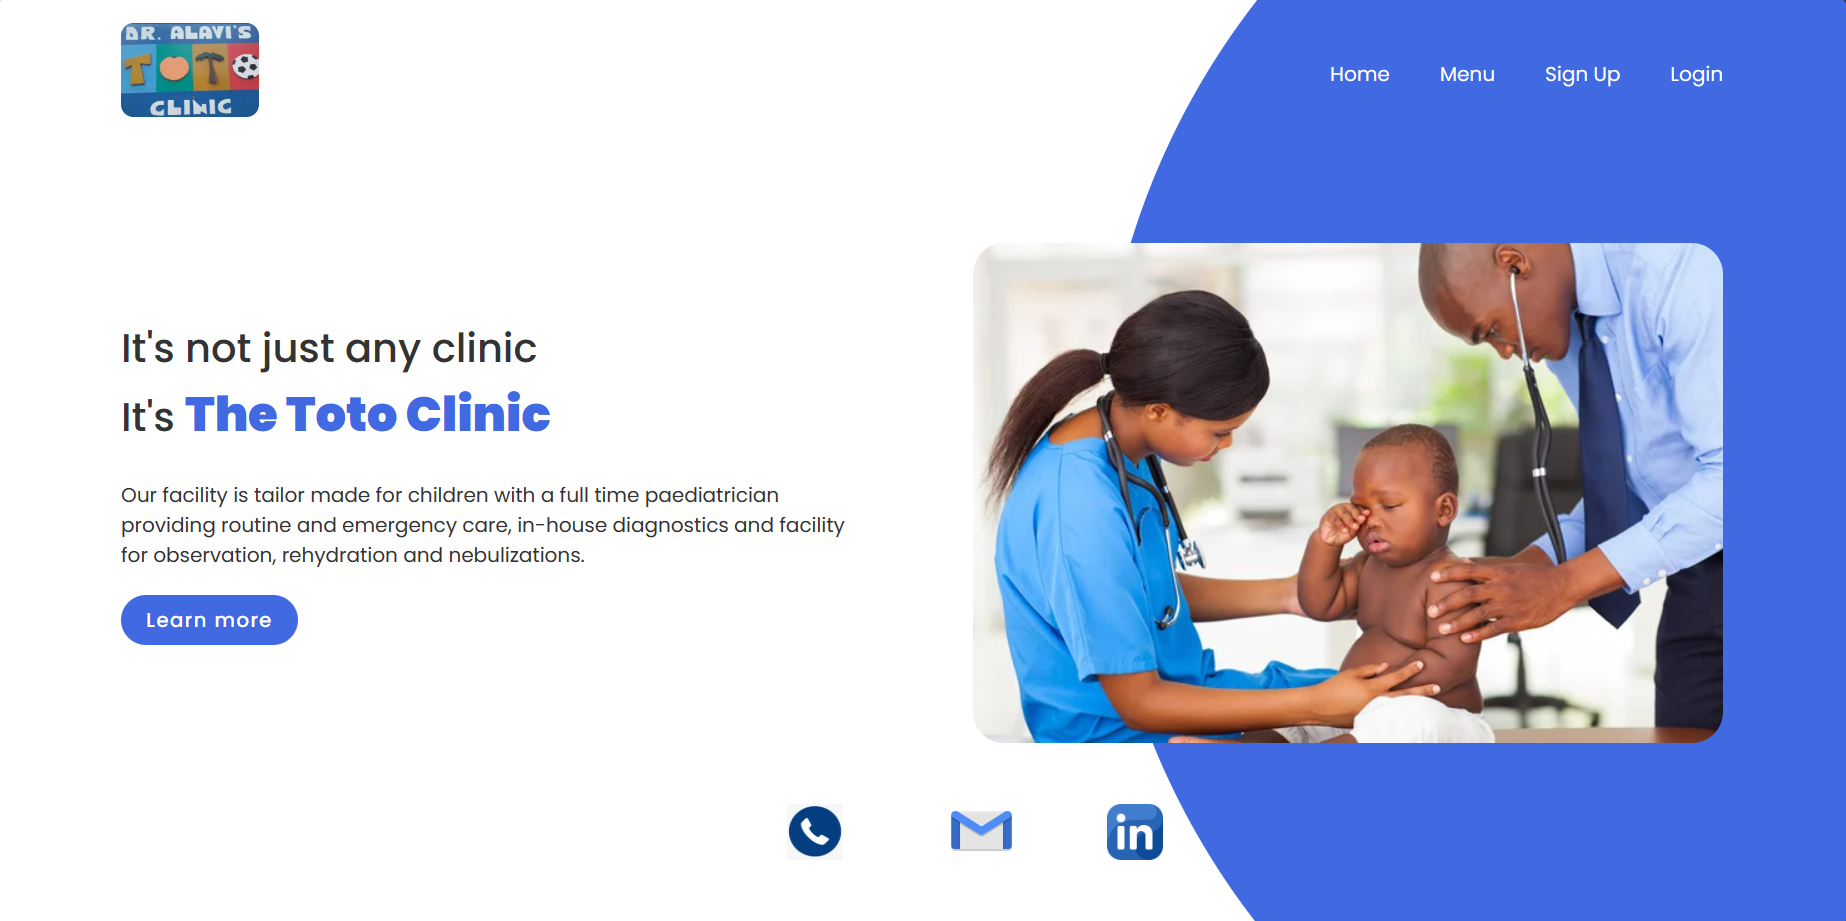 DR. ALAVI'S
TOTO
CLINIC
Home Menu Sign Up Login
It's not just any clinic
It's The Toto Clinic
Our facility is tailor made for children with a full time paediatrician
providing routine and emergency care, in-house diagnostics and facility
for observation, rehydration and nebulizations.
Learn more
in